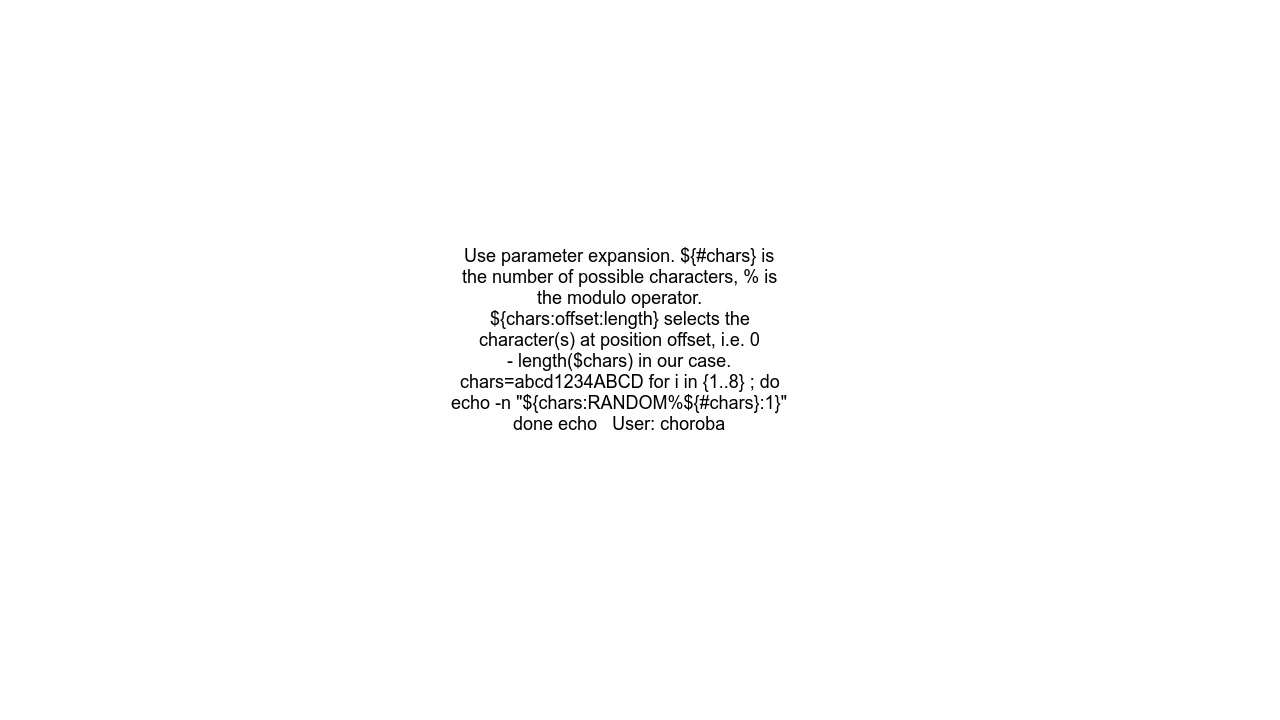 Use parameter expansion. ${#chars} is
the number of possible characters, % is
the modulo operator.
${chars:offset:length} selects the
character(s) at position offset, i.e. 0
- length($chars) in our case.
chars=abcd1234ABCD for i in {1..8} ; do
echo -n "${chars:RANDOM%${#chars}:1}"
done echo   User: choroba